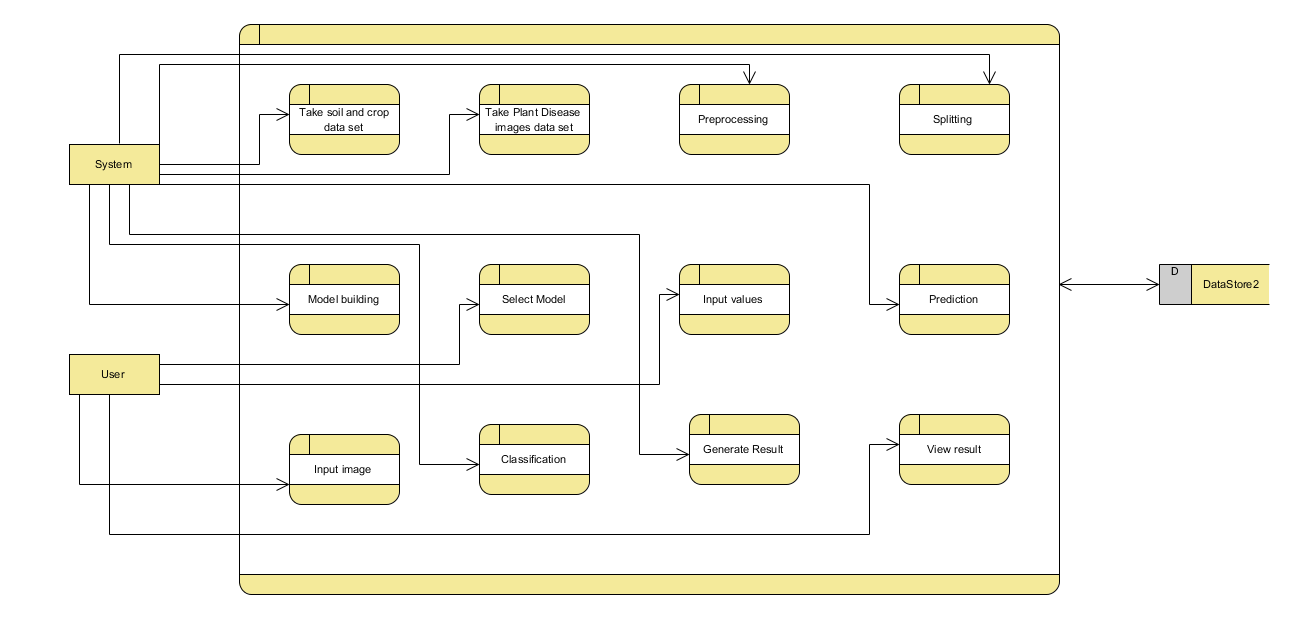 Take soil and crop
data set
Take Plant Disease
images data set
Preprocessing
Splitting
System
Model building
Select Model
Input values
Prediction
D
DataStore2
User
Input image
Classification
Generate Result
View result